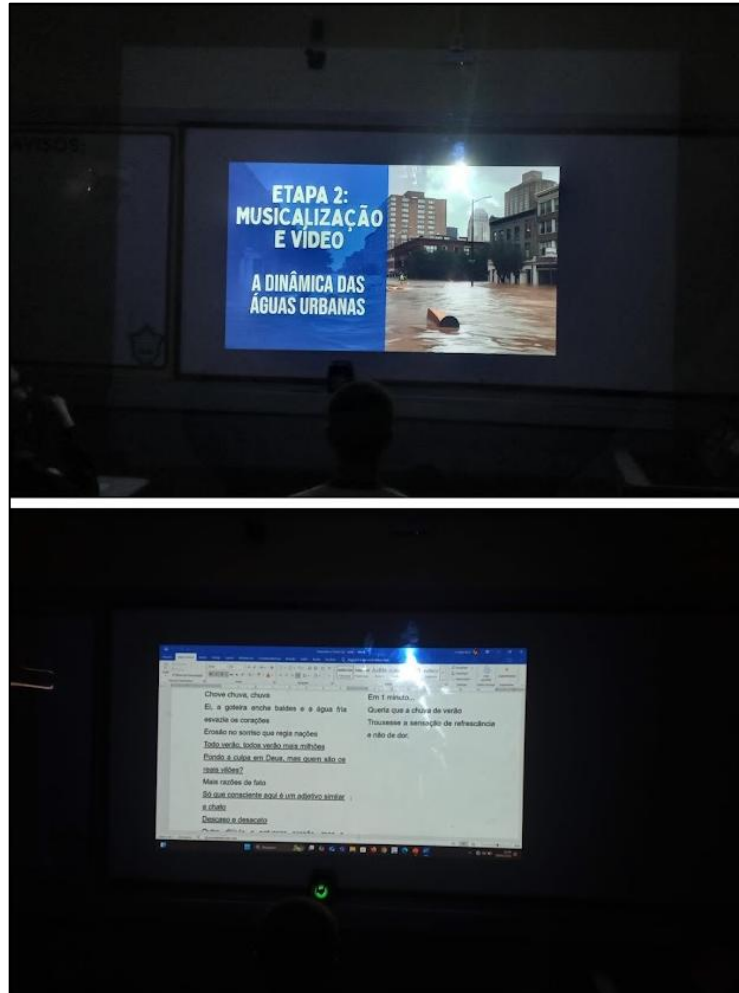 AVISOS:
ETAPA 2:
MUSICALIZAÇÃO
E VÍDEO
A DINÂMICA DAS
ÁGUAS URBANAS
Chove chuva, chuva
Ei, a goteira enche baldes e a água fria
esvazia os corações
Erosão no sorriso que regia nações
Todo verão, todos verão mais milhões
Pondo a culpa em Deus, mas quem são os
reais vilões?
Mais razões de fato
Só que consciente aqui é um adjetivo similar
a chato
Descaso e desacato
Em 1 minuto...
Queria que a chuva de verão
Trouxesse a sensação de refrescância
e não de dor.